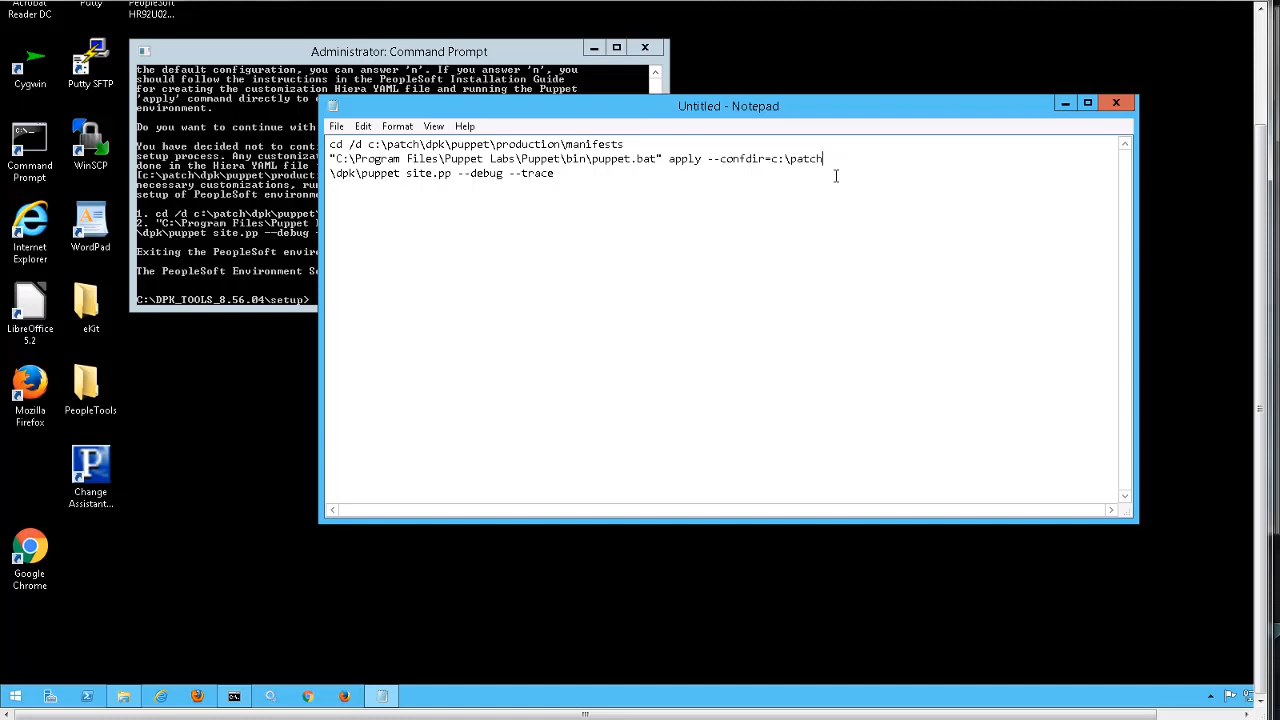 Acrobat
Reader DC
Putty
PeopleSoft
HR92U02...
Cygwin
Putty SFTP
Command
Prompt
WinSCP
Internet
Explorer
WordPad
LibreOffice
5.2
eKit
Mozilla
Firefox
PeopleTools
Change
Assistant...
Google
Chrome
Administrator: Command Prompt
the default configuration, you can answer 'n'. If you answer 'n', you
should follow the instructions in the PeopleSoft Installation Guide
for creating the customization Hiera YAML file and running the Puppet
'apply' command directly to
environment.
Do you want to continue with
You have decided not to cont
setup process. Any customiza
done in the Hiera YAML file
[c:\patch\dpk\puppet\product
necessary customizations, ru
setup of PeopleSoft environm
1. cd /d c:\patch\dpk\puppet\
2. "C:\Program Files\Puppet L
\dpk\puppet site.pp --debug -
Exiting the PeopleSoft envir
The PeopleSoft Environment Se
C:\DPK_TOOLS_8.56.04\setup>
Untitled - Notepad
File Edit Format View Help
cd /d c:\patch\dpk\puppet\production\manifests
"C:\Program Files\Puppet Labs\Puppet\bin\puppet.bat" apply --confdir=c:\patch
\dpk\puppet site.pp --debug --trace